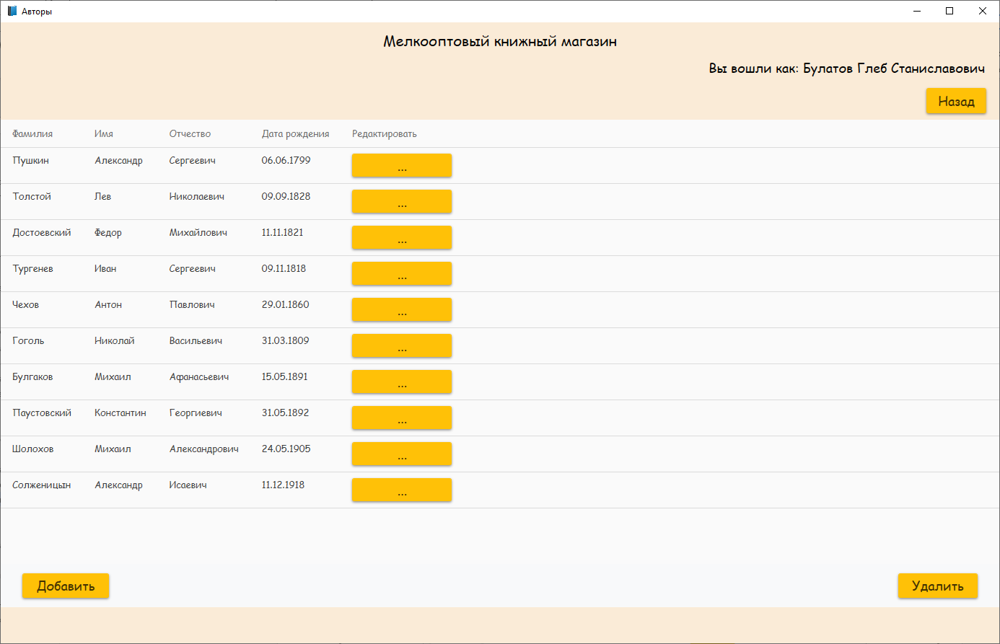 Авторы
Мелкооптовый книжный магазин
Вы вошли как: Булатов Глеб Станиславович
Назад
Фамилия Имя Отчество Дата рождения Редактировать
Пушкин Александр Сергеевич 06.06.1799 ...
Толстой Лев Николаевич 09.09.1828 ...
Достоевский Федор Михайлович 11.11.1821 ...
Тургенев Иван Сергеевич 09.11.1818 ...
Чехов Антон Павлович 29.01.1860 ...
Гоголь Николай Васильевич 31.03.1809 ...
Булгаков Михаил Афанасьевич 15.05.1891 ...
Паустовский Константин Георгиевич 31.05.1892 ...
Шолохов Михаил Александрович 24.05.1905 ...
Солженицын Александр Исаевич 11.12.1918 ...
Добавить Удалить